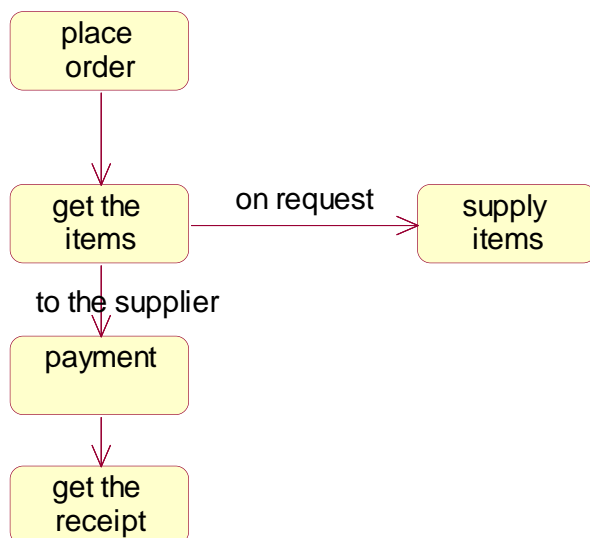 place
order
get the
items
on request
supply
items
to the supplier
payment
get the
receipt